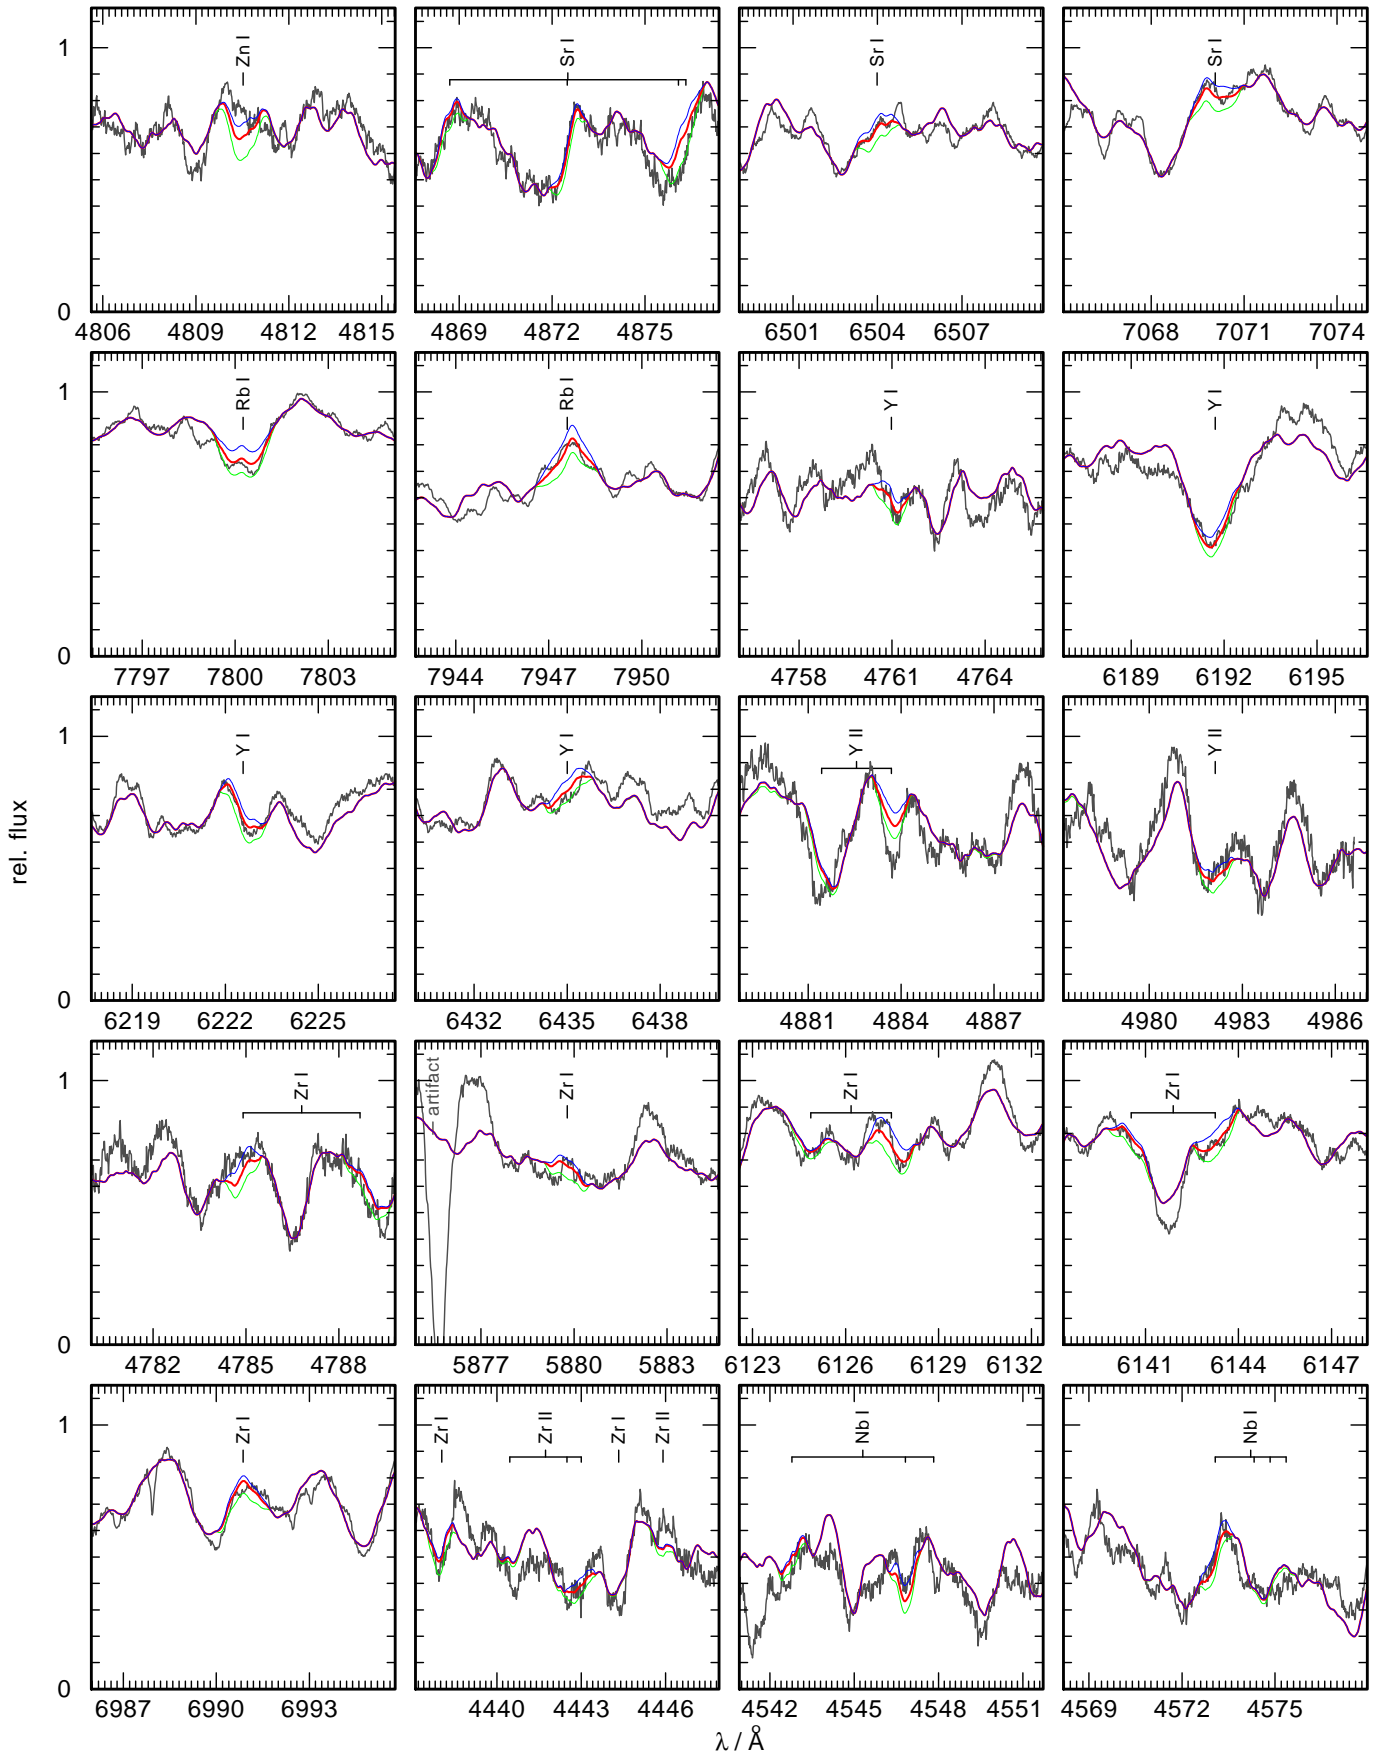 Zn I
Sr I
Sr I
Sr I
1
0
4806 4809 4812 4815
4869 4872 4875
6501 6504 6507
7068 7071 7074
Rb I
Rb I
Y I
Y I
1
0
7797 7800 7803
7944 7947 7950
4758 4761 4764
6189 6192 6195
Y I
Y I
Y II
Y II
1
0
6219 6222 6225
6432 6435 6438
4881 4884 4887
4980 4983 4986
rel. flux
Zr I
artifact
Zr I
Zr I
Zr I
1
0
4782 4785 4788
5877 5880 5883
6123 6126 6129 6132
6141 6144 6147
Zr I
Zr I
Zr II
Zr I
Zr II
Nb I
Nb I
1
0
6987 6990 6993
4440 4443 4446
4542 4545 4548 4551
4569 4572 4575
λ / Å